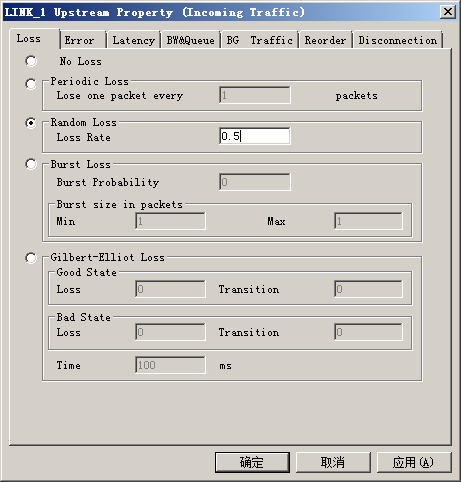 LINK_1 Upstream Property (Incoming Traffic)
Loss Error Latency BW&Queue BG Traffic Reorder Disconnection
No Loss
Periodic Loss
Lose one packet every 1 packets
Random Loss
Loss Rate 0.5
Burst Loss
Burst Probability 0
Burst size in packets
Min 1 Max 1
Gilbert-Elliot Loss
Good State
Loss 0 Transition 0
Bad State
Loss 0 Transition 0
Time 100 ms
确定 取消 应用(A)